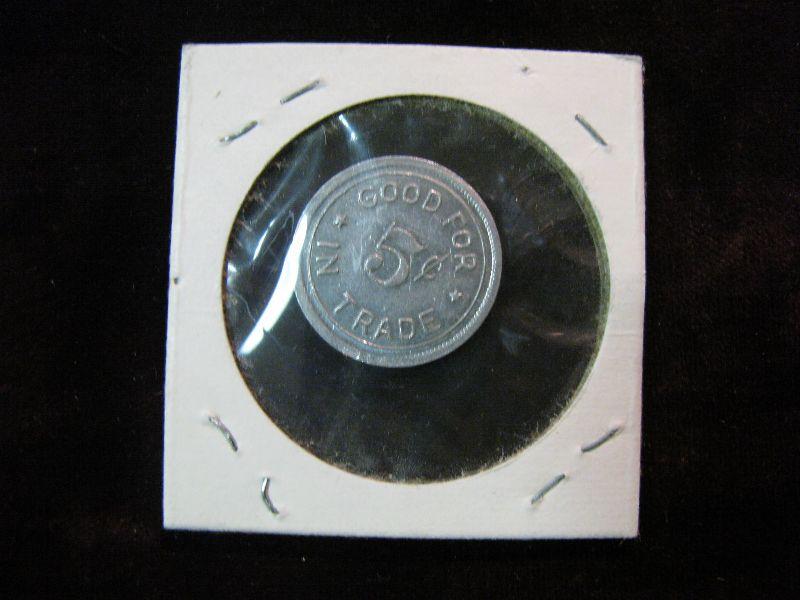 ★ GOOD FOR ★
5¢
IN TRADE